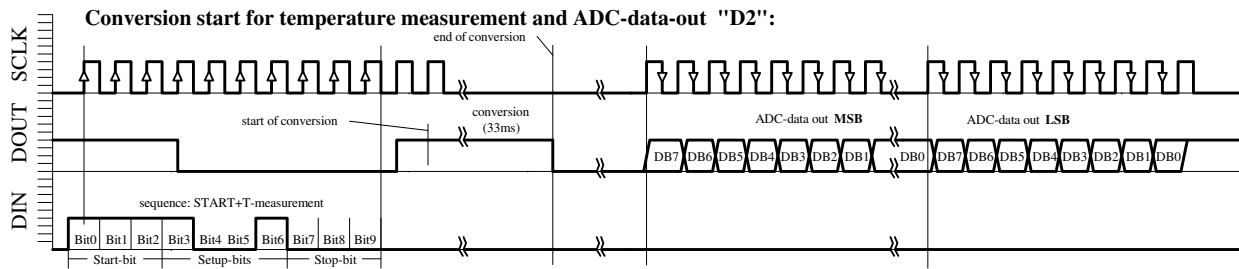 Conversion start for temperature measurement and ADC-data-out "D2":
end of conversion
SCLK
start of conversion
conversion
(33ms)
ADC-data out MSB
ADC-data out LSB
DOUT
DB7 DB6 DB5 DB4 DB3 DB2 DB1 DB0 DB7 DB6 DB5 DB4 DB3 DB2 DB1 DB0
sequence: START+T-measurement
DIN
Bit0 Bit1 Bit2 Bit3 Bit4 Bit5 Bit6 Bit7 Bit8 Bit9
Start-bit Setup-bits Stop-bit